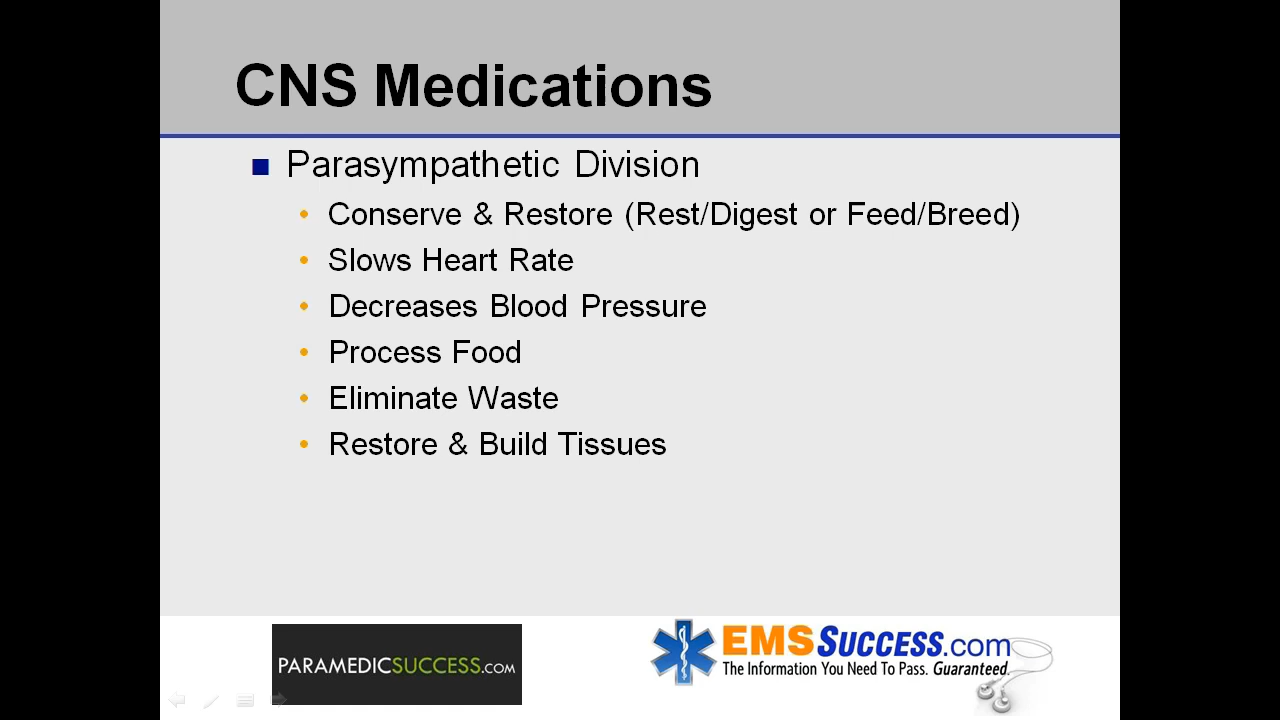 CNS Medications
Parasympathetic Division
Conserve & Restore (Rest/Digest or Feed/Breed)
Slows Heart Rate
Decreases Blood Pressure
Process Food
Eliminate Waste
Restore & Build Tissues
PARAMEDICSUCCESS.COM
EMSSUCCESS.com
The Information You Need To Pass. Guaranteed.